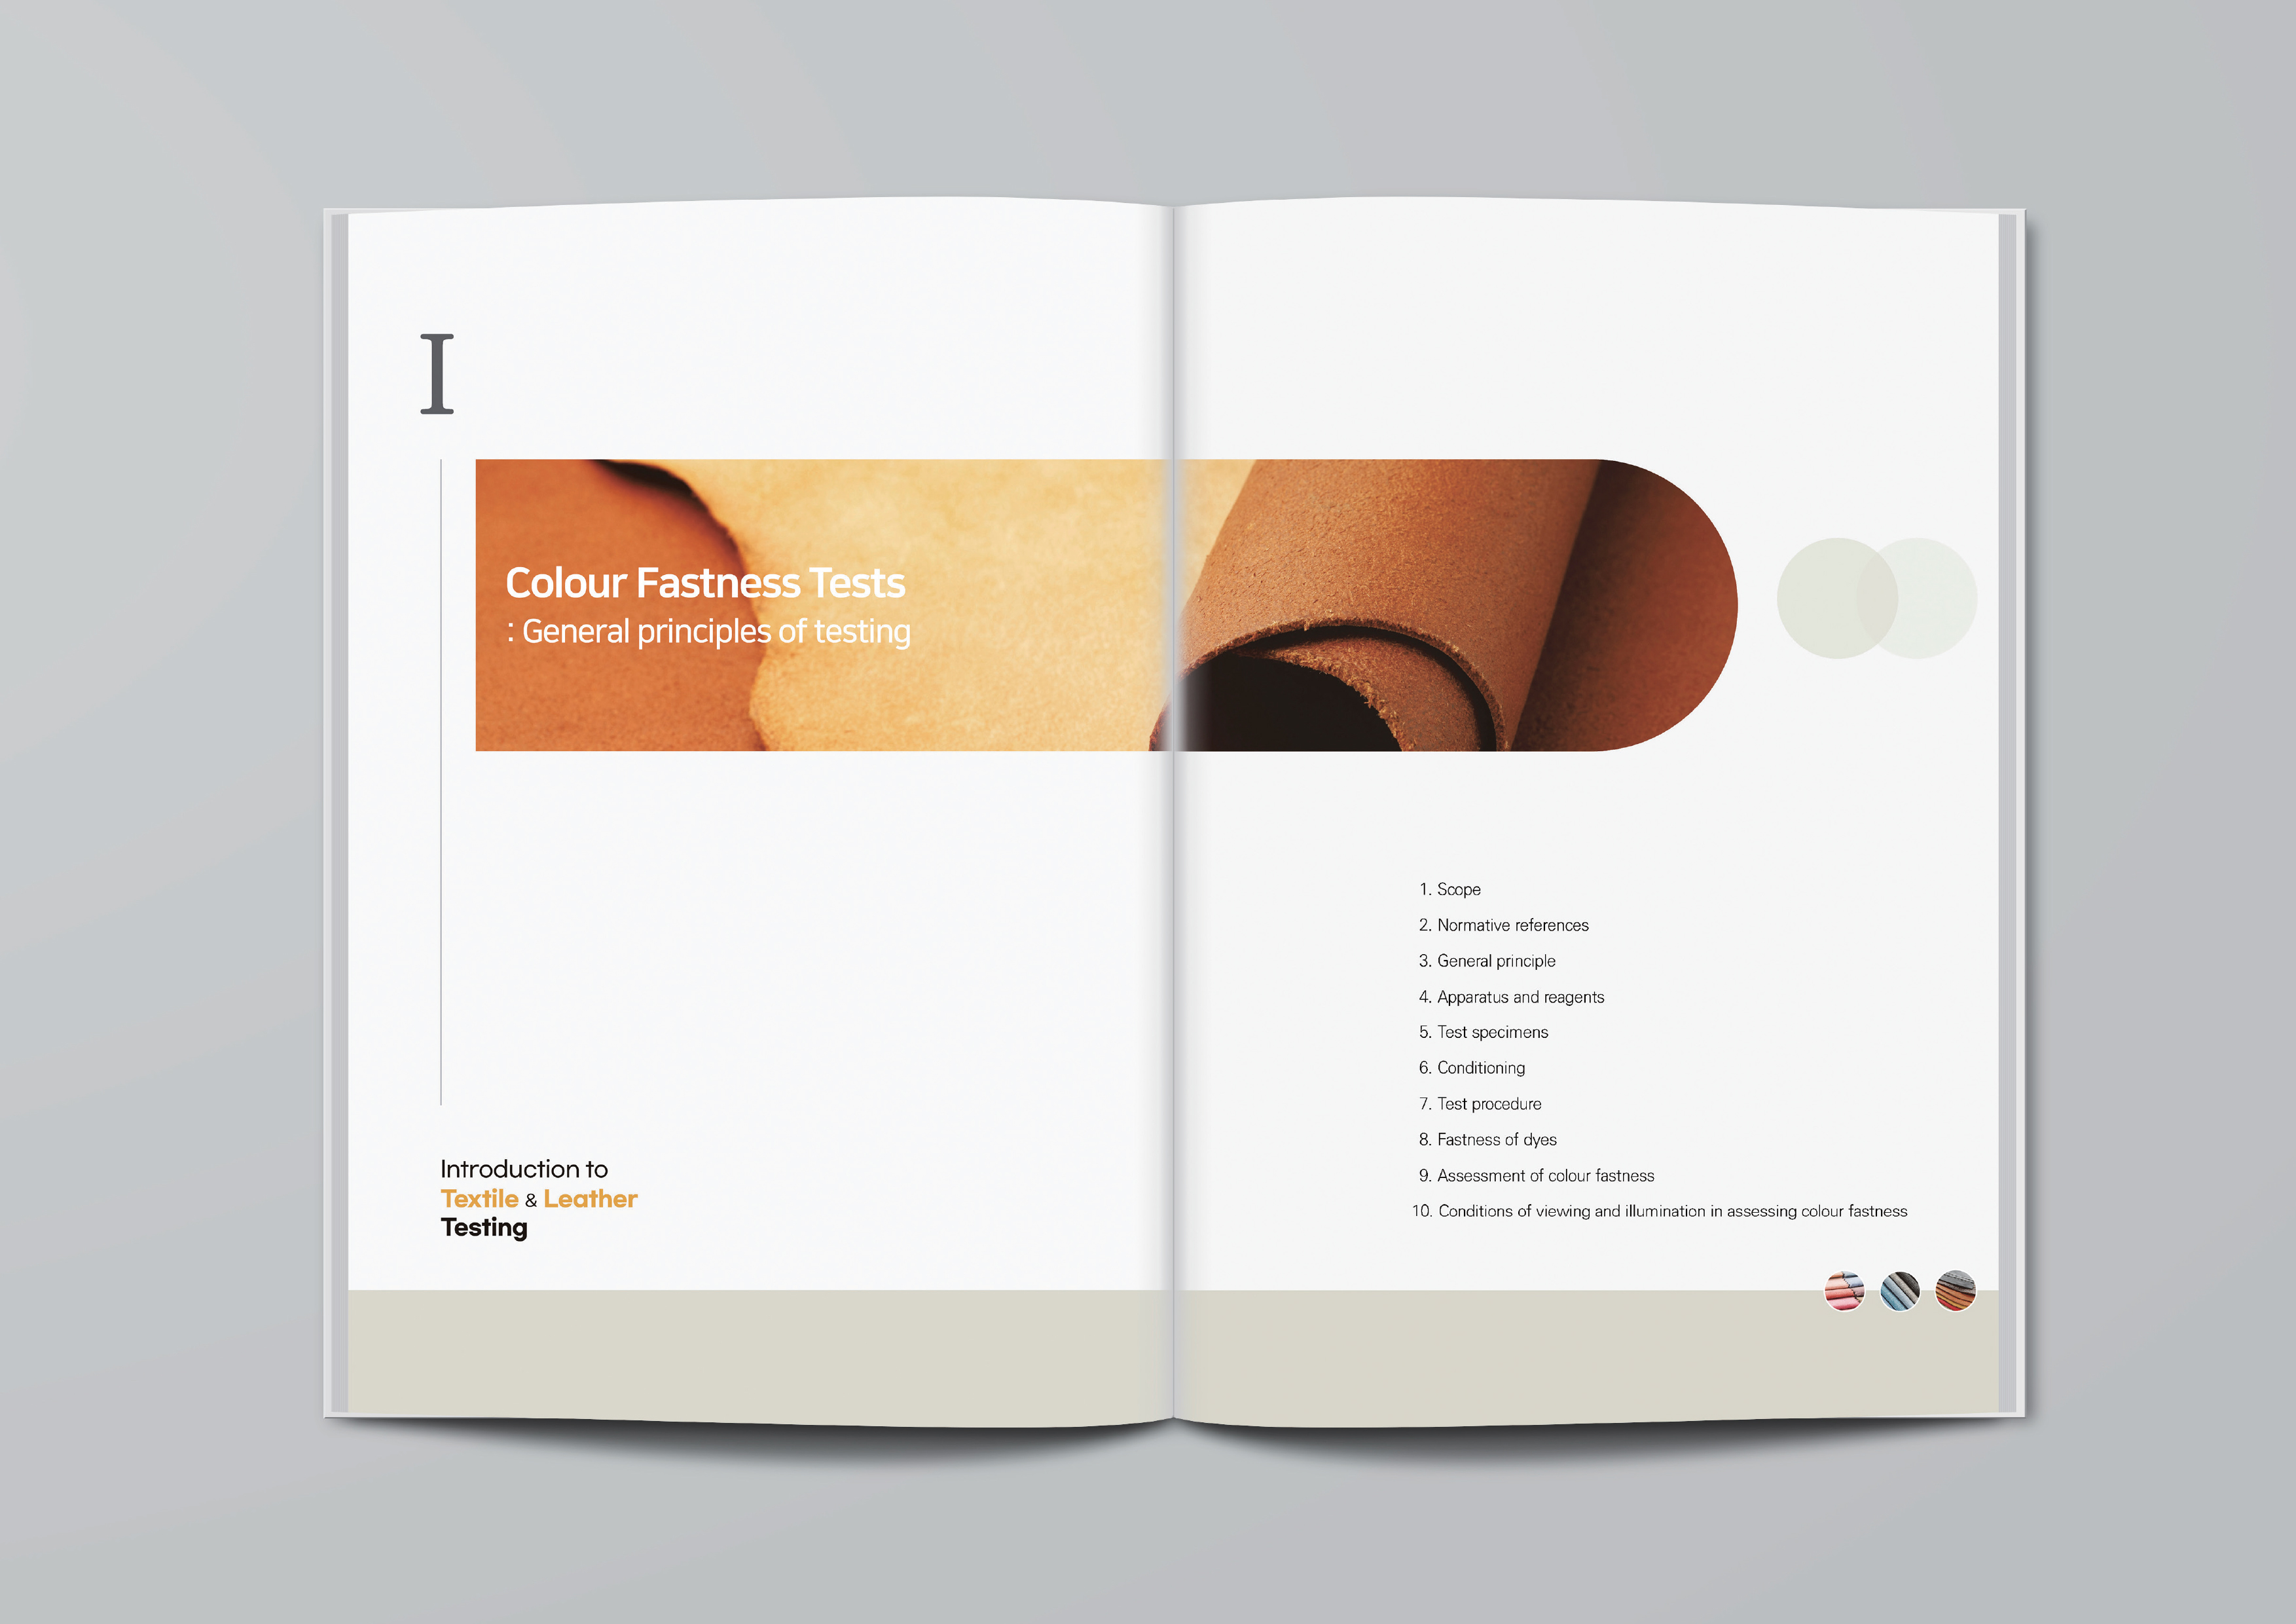 I
Colour Fastness Tests
: General principles of testing
Introduction to
Textile & Leather
Testing
1. Scope
2. Normative references
3. General principle
4. Apparatus and reagents
5. Test specimens
6. Conditioning
7. Test procedure
8. Fastness of dyes
9. Assessment of colour fastness
10. Conditions of viewing and illumination in assessing colour fastness